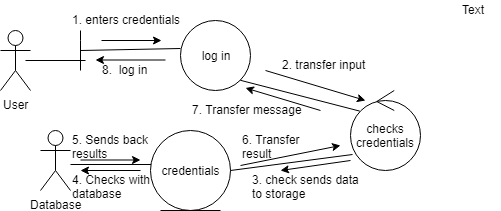 Text
1. enters credentials
log in
2. transfer input
8. log in
User
7. Transfer message
checks
credentials
5. Sends back
results
6. Transfer
result
credentials
4. Checks with
database
3. check sends data
to storage
Database